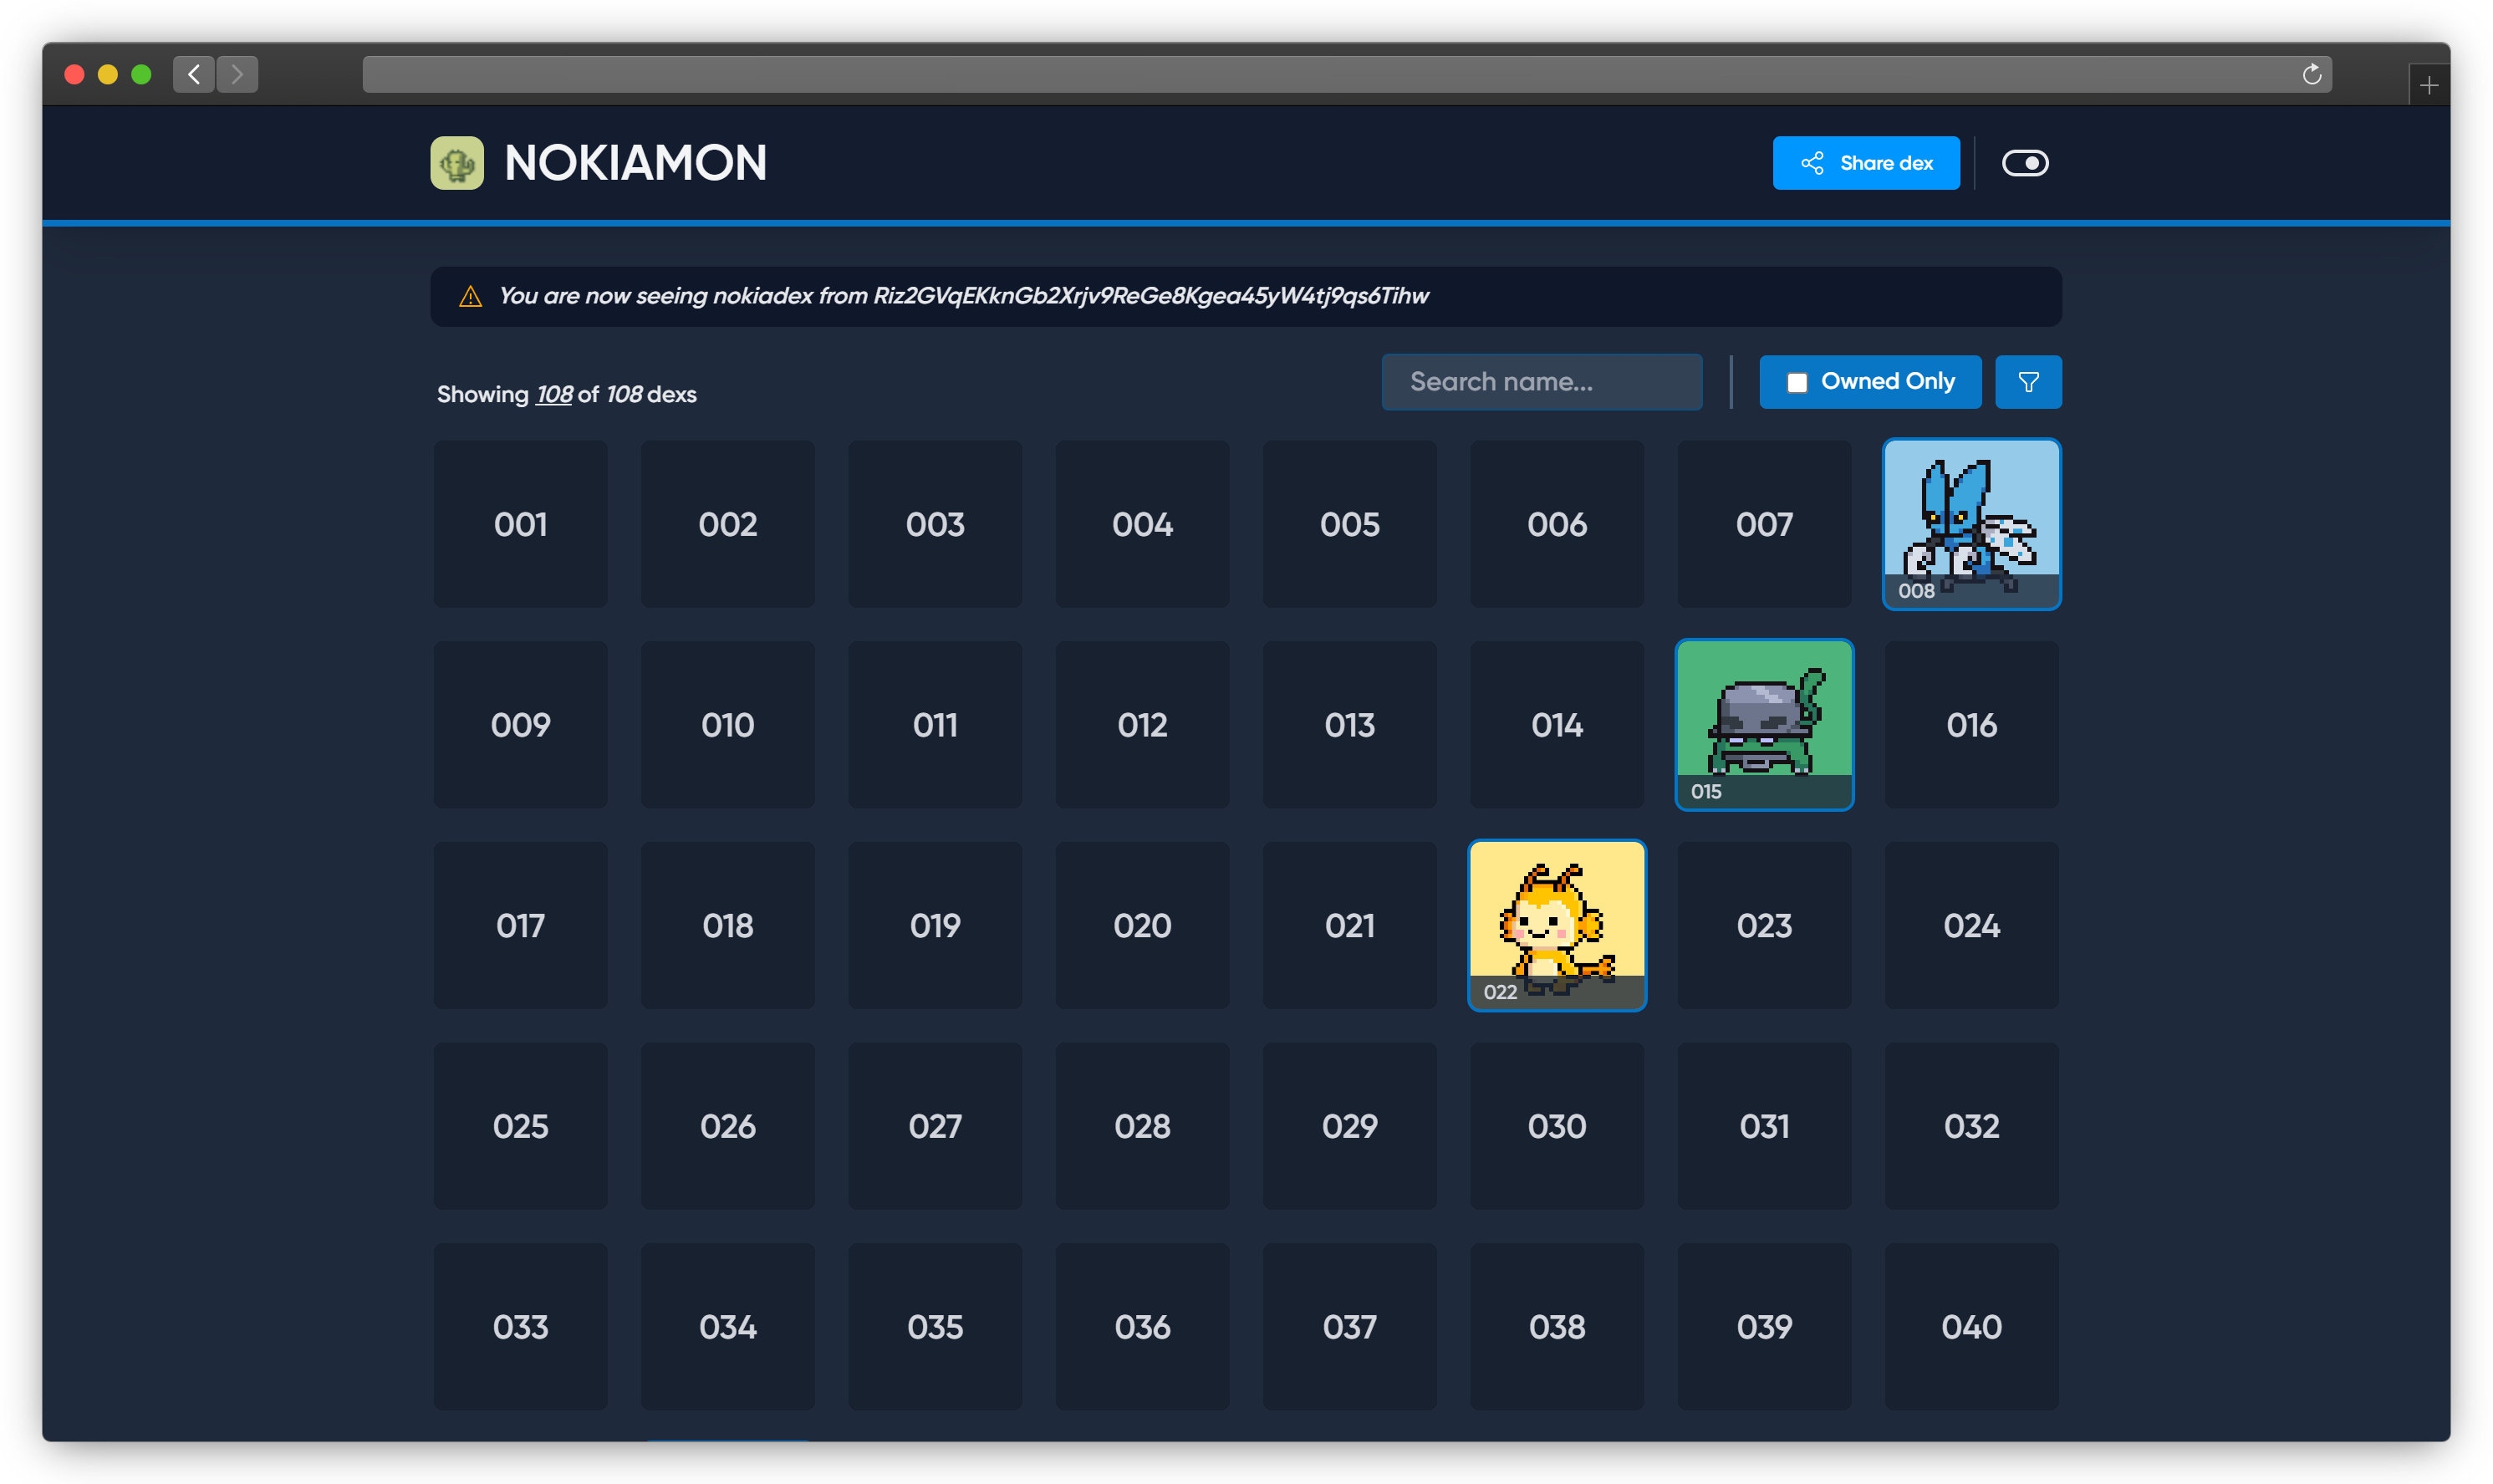 NOKIAMON
Share dex
You are now seeing nokiadex from Riz2GVqEKknGb2Xrjv9ReGe8Kgea45yW4tj9qs6Tihw
Showing 108 of 108 dexs
Search name...
Owned Only
001 002 003 004 005 006 007 008
009 010 011 012 013 014 015 016
017 018 019 020 021 022 023 024
025 026 027 028 029 030 031 032
033 034 035 036 037 038 039 040